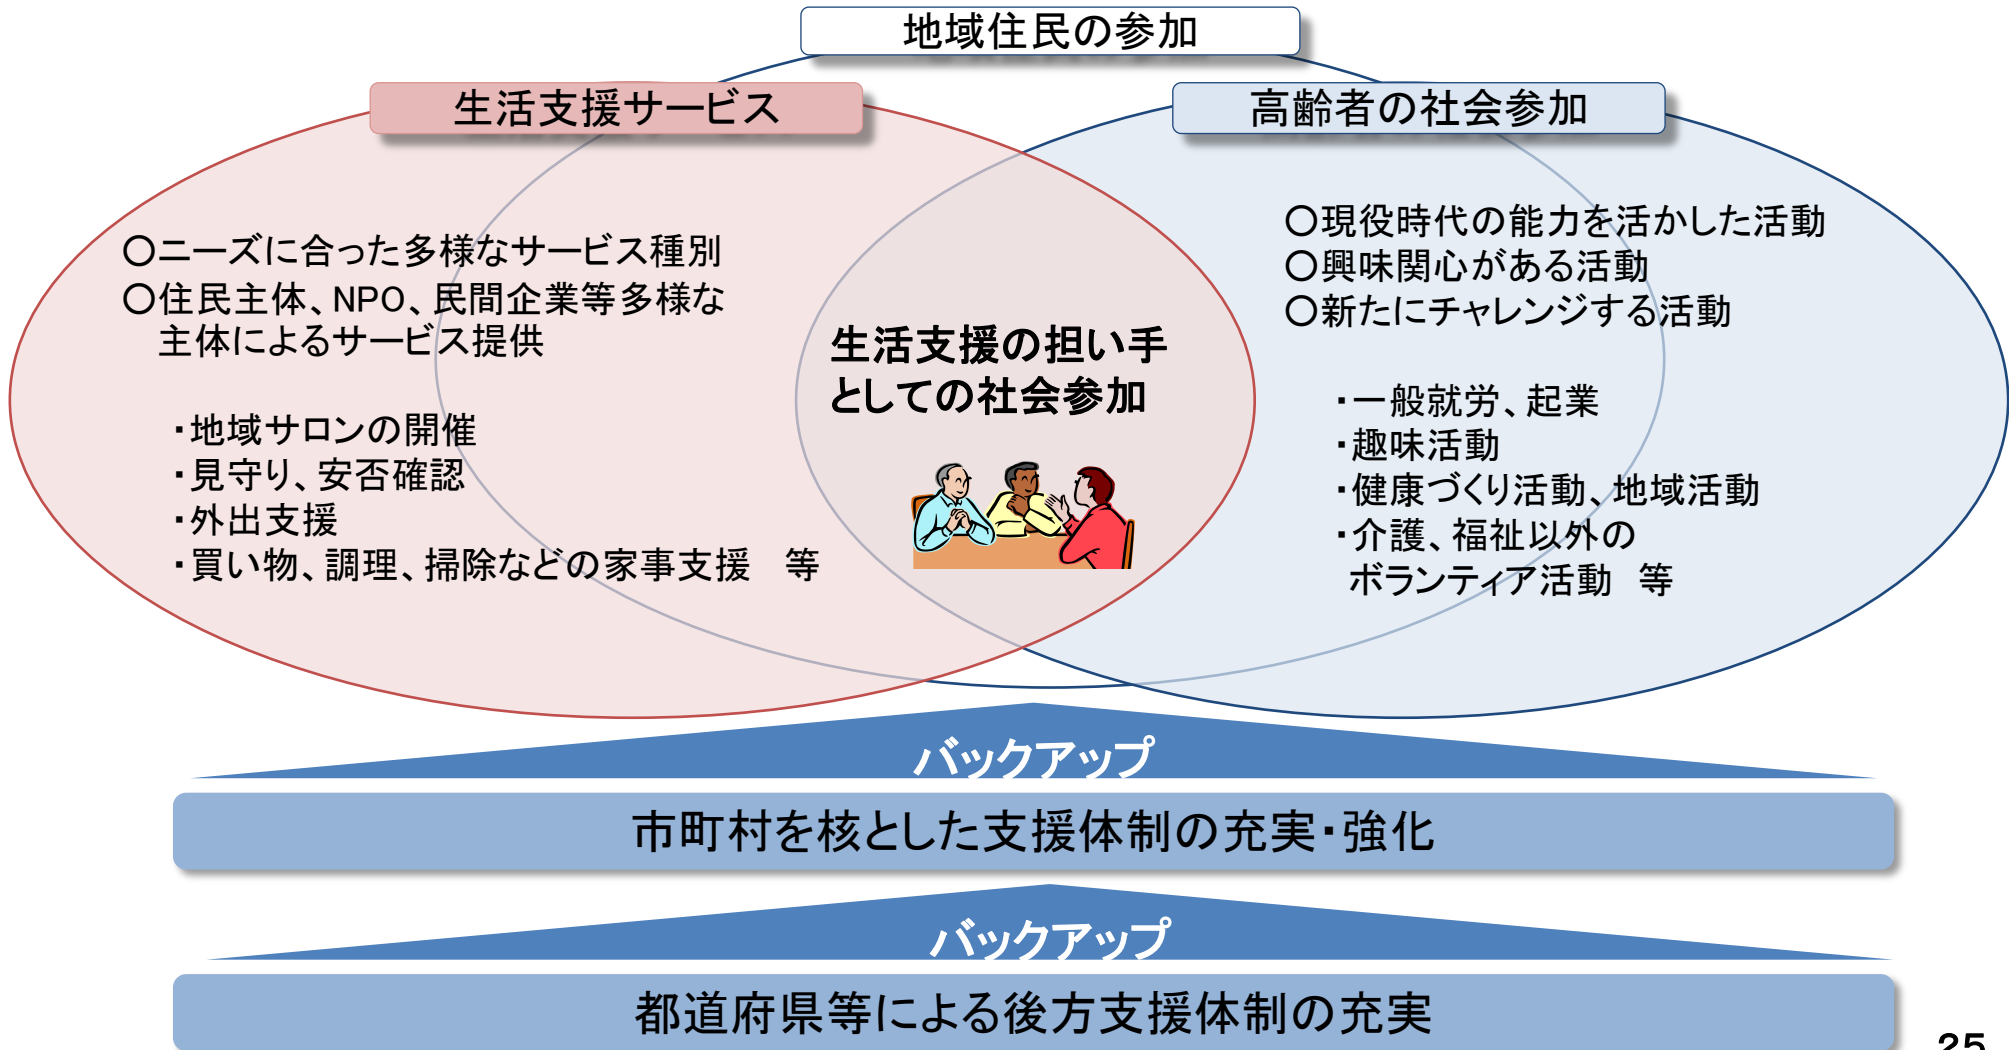 地域住民の参加
生活支援サービス
高齢者の社会参加
○ニーズに合った多様なサービス種別
○住民主体、NPO、民間企業等多様な
主体によるサービス提供
・地域サロンの開催
・見守り、安否確認
・外出支援
・買い物、調理、掃除などの家事支援　等
生活支援の担い手
としての社会参加
○現役時代の能力を活かした活動
○興味関心がある活動
○新たにチャレンジする活動
・一般就労、起業
・趣味活動
・健康づくり活動、地域活動
・介護、福祉以外の
ボランティア活動　等
バックアップ
市町村を核とした支援体制の充実・強化
バックアップ
都道府県等による後方支援体制の充実
25